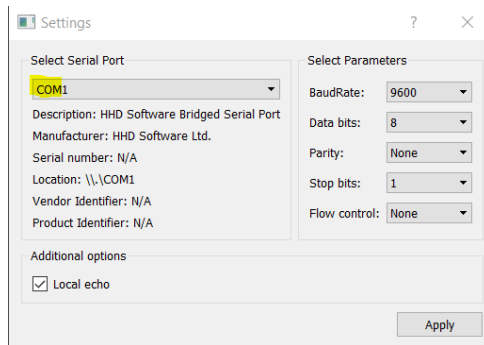 Settings
Select Serial Port
COM1
Description: HHD Software Bridged Serial Port
Manufacturer: HHD Software Ltd.
Serial number: N/A
Location: \\.\COM1
Vendor Identifier: N/A
Product Identifier: N/A
Select Parameters
BaudRate: 9600
Data bits: 8
Parity: None
Stop bits: 1
Flow control: None
Additional options
Local echo
Apply